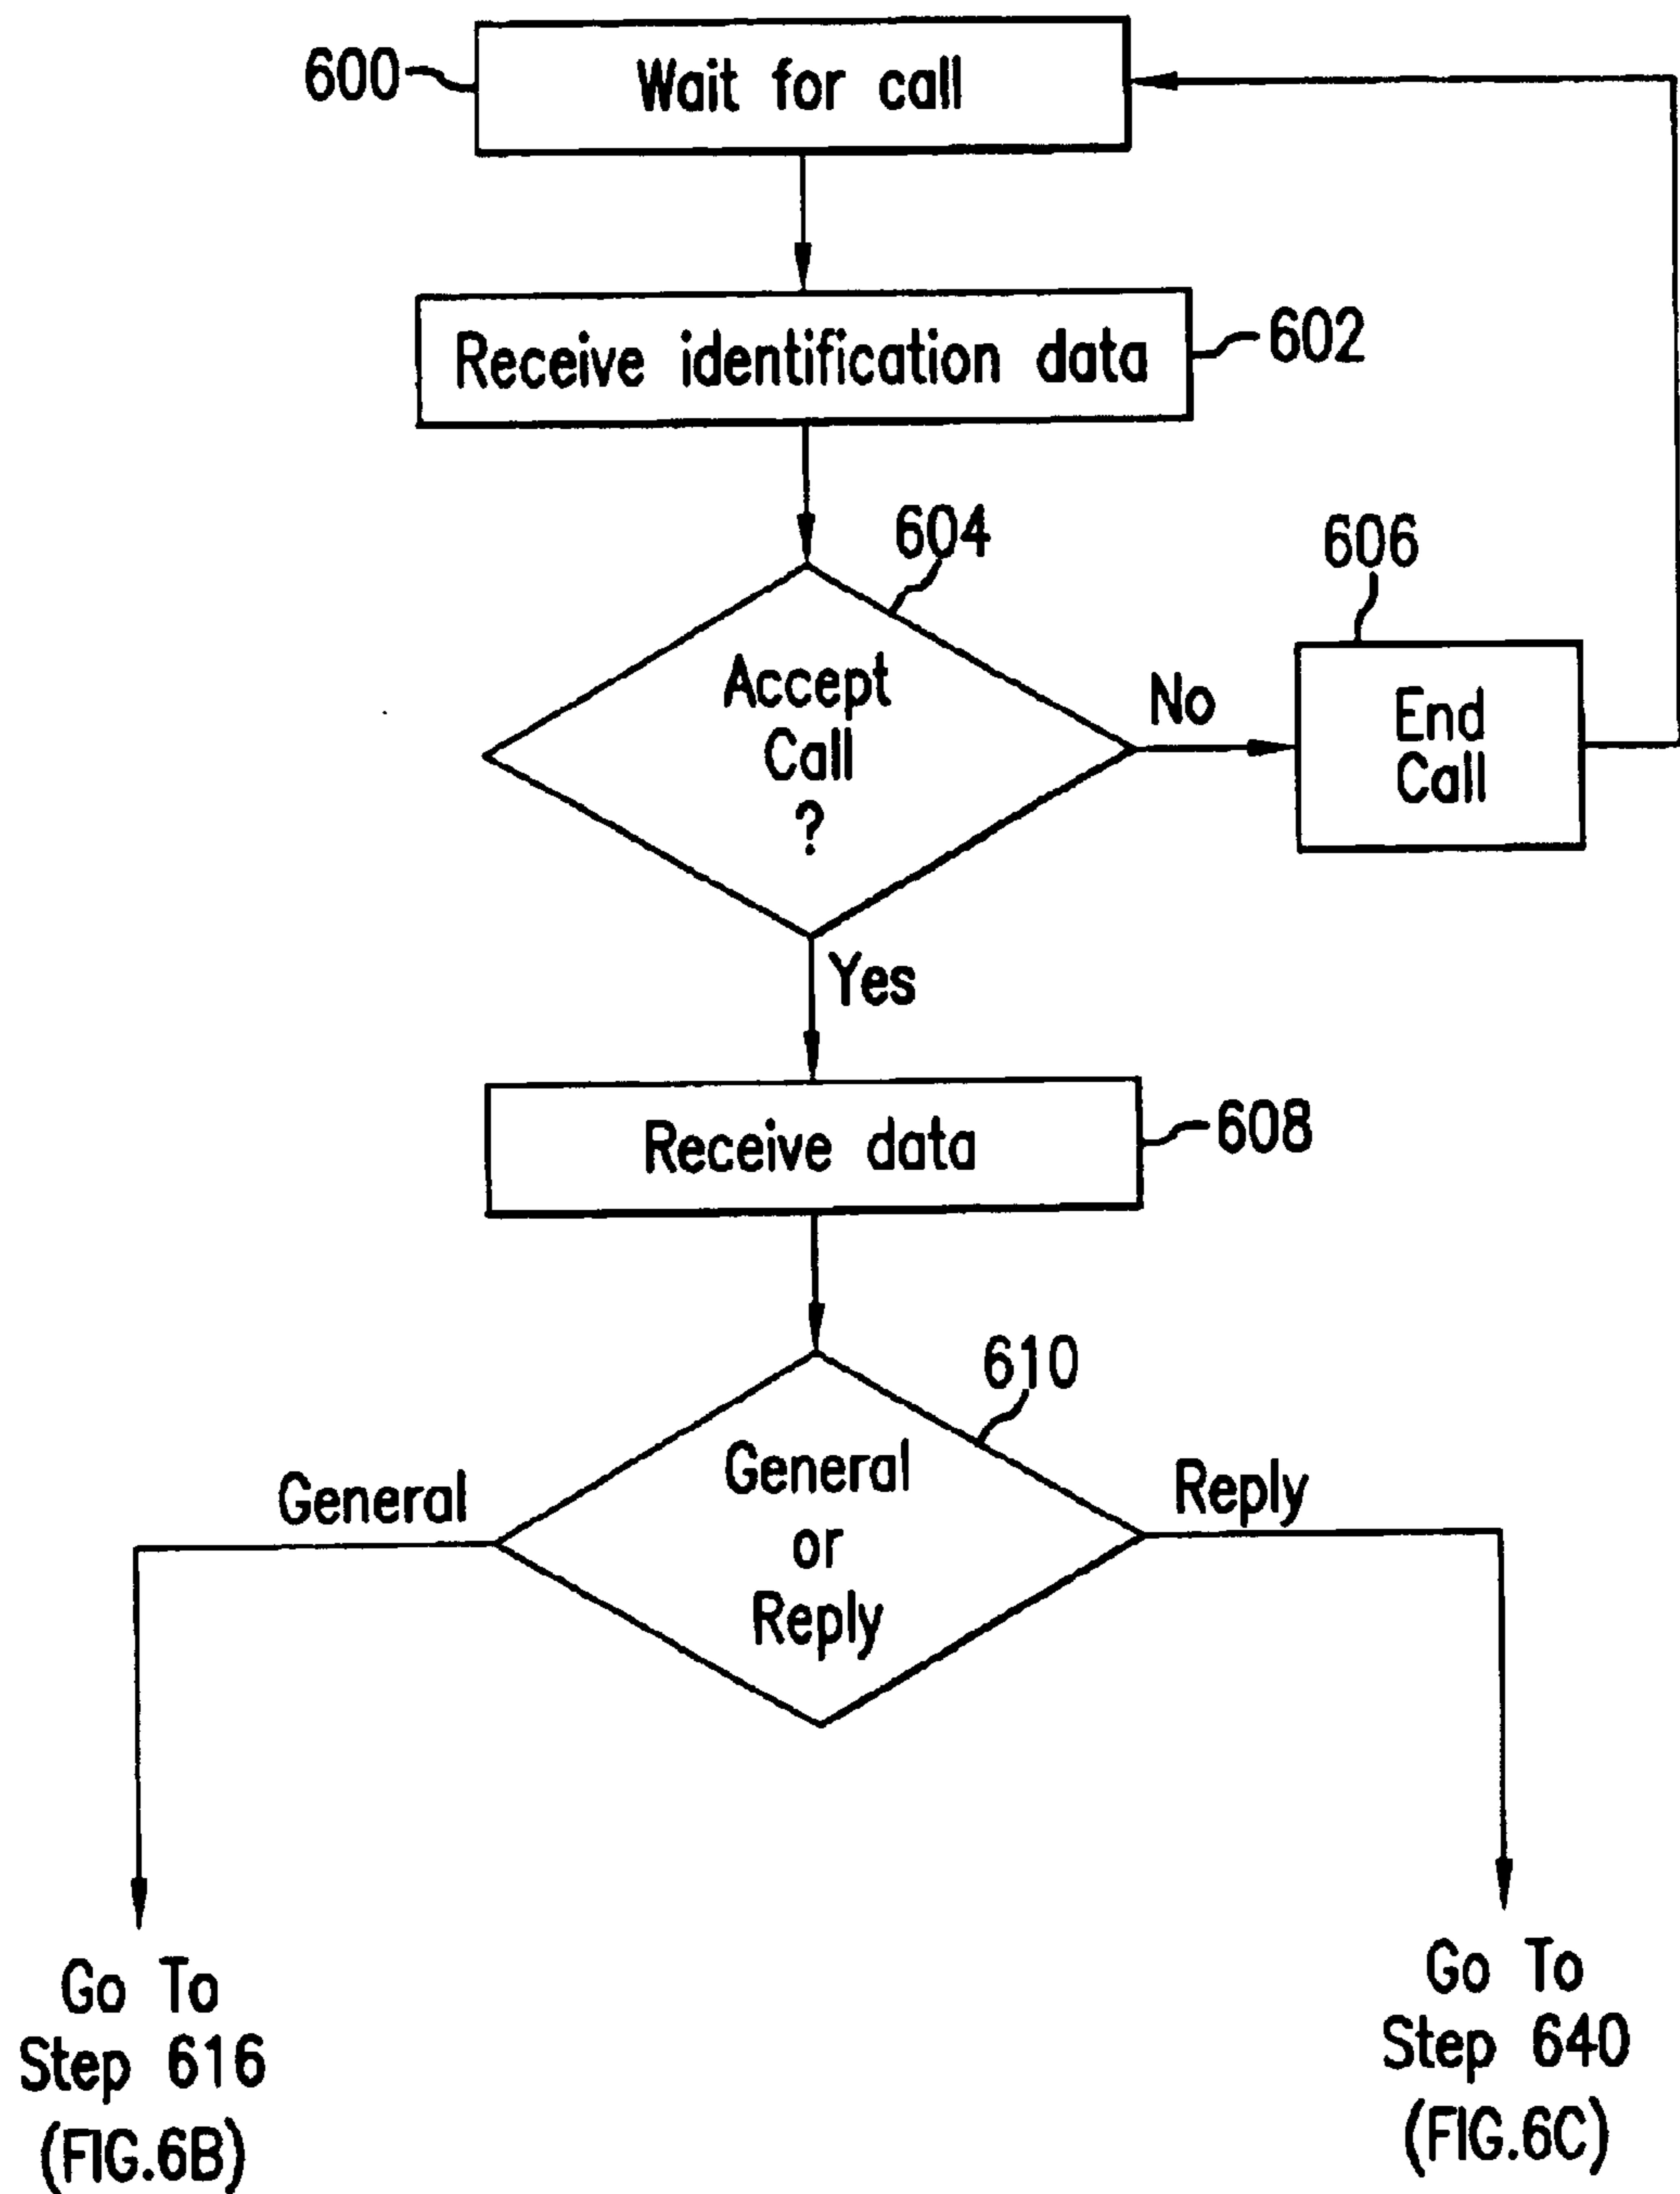 600
Wait for call
Receive identification data
602
604
606
Accept
Call
?
No
End
Call
Yes
Receive data
608
610
General
General
or
Reply
Reply
Go To
Step 616
(FIG.6B)
Go To
Step 640
(FIG.6C)